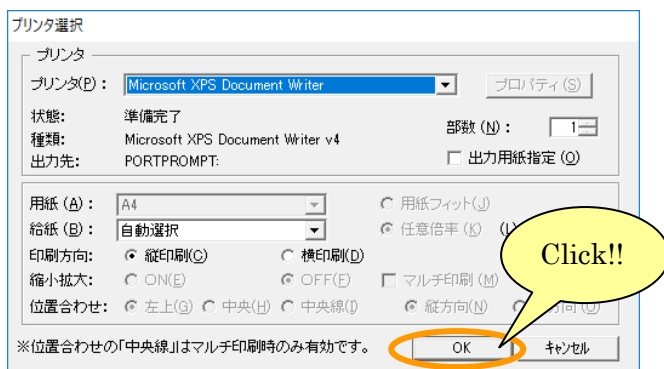 プリンタ選択
プリンタ
プリンタ(P): Microsoft XPS Document Writer プロパティ(S)
状態: 準備完了
種類: Microsoft XPS Document Writer v4 部数(N): 1
出力先: PORTPROMPT: 出力用紙指定(O)
用紙(A): A4 用紙フィット(J)
給紙(B): 自動選択 任意倍率(K)
印刷方向: 縦印刷(C) 横印刷(D)
Click!!
縮小拡大: ON(E) OFF(F) マルチ印刷(M)
位置合わせ: 左上(G) 中央(H) 中央線(I) 縦方向(N)
※位置合わせの「中央線」はマルチ印刷時のみ有効です。 OK キャンセル